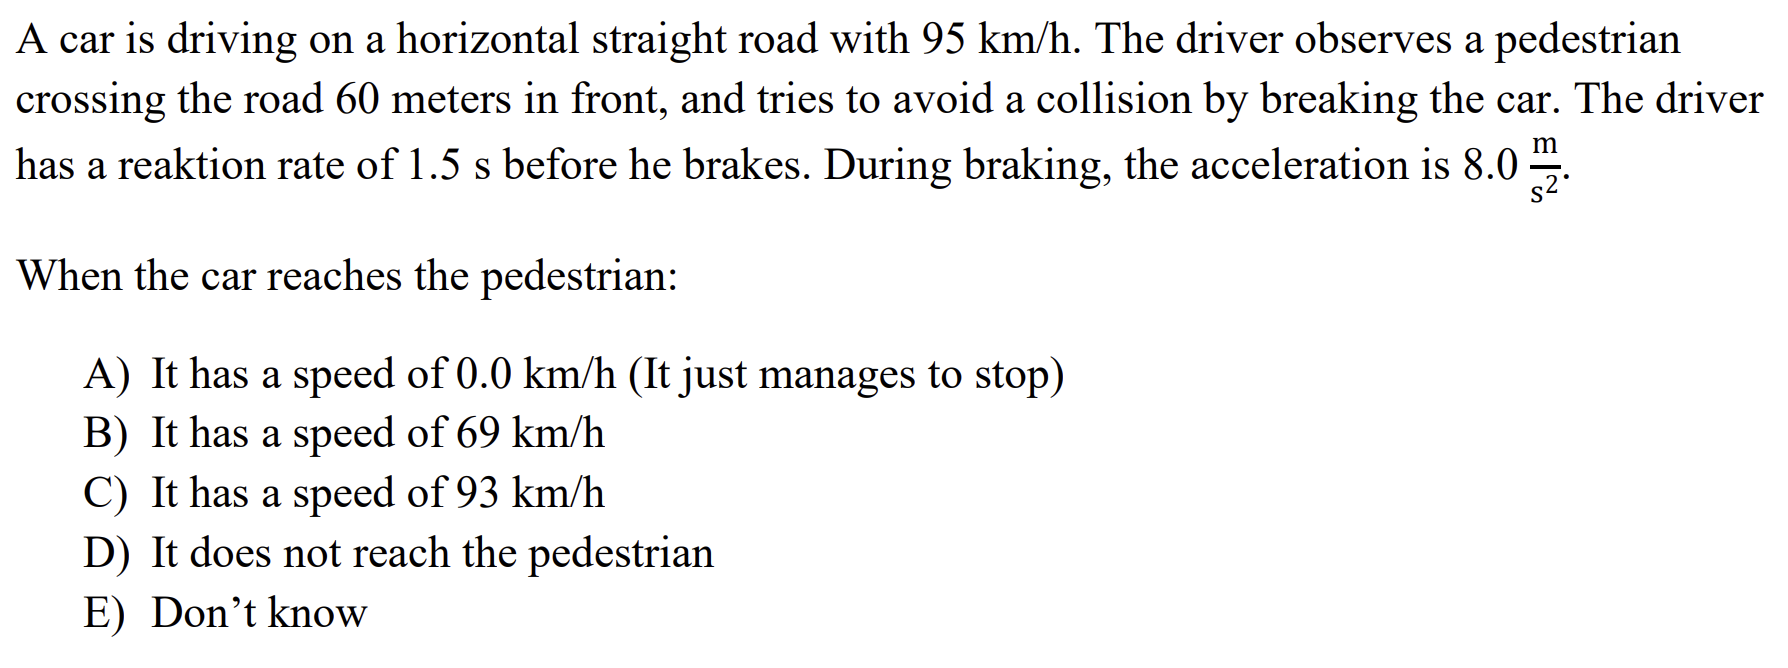 A car is driving on a horizontal straight road with 95 km/h. The driver observes a pedestrian
crossing the road 60 meters in front, and tries to avoid a collision by breaking the car. The driver
has a reaktion rate of 1.5 s before he brakes. During braking, the acceleration is 8.0 m/s².
When the car reaches the pedestrian:
A) It has a speed of 0.0 km/h (It just manages to stop)
B) It has a speed of 69 km/h
C) It has a speed of 93 km/h
D) It does not reach the pedestrian
E) Don’t know